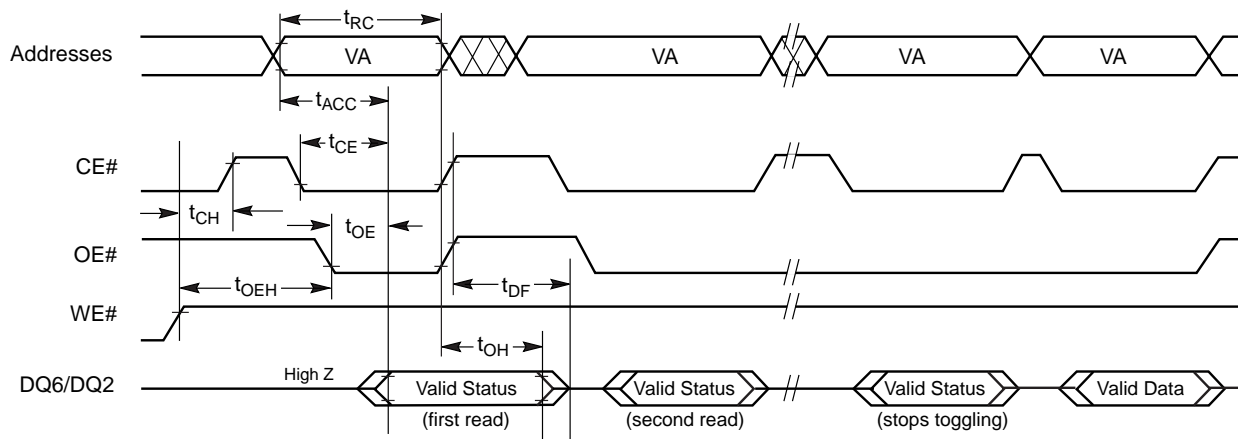 tRC
Addresses VA VA VA VA
tACC
tCE
CE#
tCH tOE
OE#
tOEH tDF
WE#
tOH
DQ6/DQ2 High Z Valid Status Valid Status Valid Status Valid Data
(first read) (second read) (stops toggling)